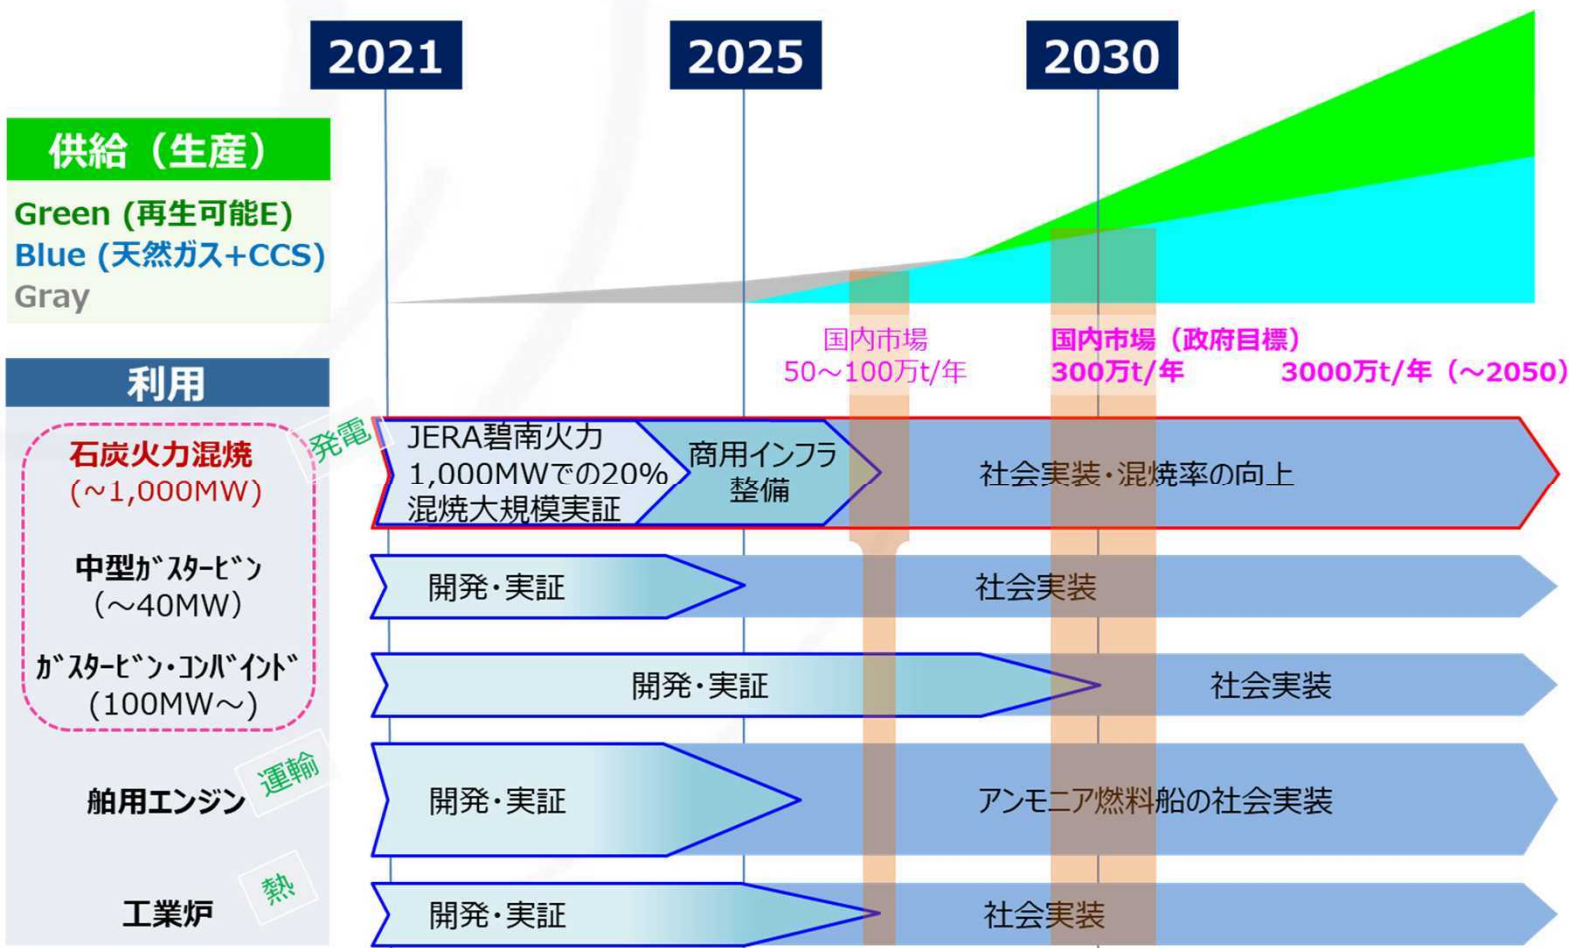 2021
2025
2030
供給（生産）
Green (再生可能E)
Blue (天然ガス+CCS)
Gray
国内市場
50～100万t/年
国内市場（政府目標）
300万t/年
3000万t/年（～2050）
利用
発電
石炭火力混焼
(~1,000MW)
JERA碧南火力
1,000MWでの20%
混焼大規模実証
商用インフラ
整備
社会実装・混焼率の向上
中型ｶﾞｽﾀｰﾋﾞﾝ
(～40MW)
開発・実証
社会実装
ｶﾞｽﾀｰﾋﾞﾝ・ｺﾝﾊﾞｲﾝﾄﾞ
(100MW～)
開発・実証
社会実装
運輸
舶用エンジン
開発・実証
アンモニア燃料船の社会実装
熱
工業炉
開発・実証
社会実装